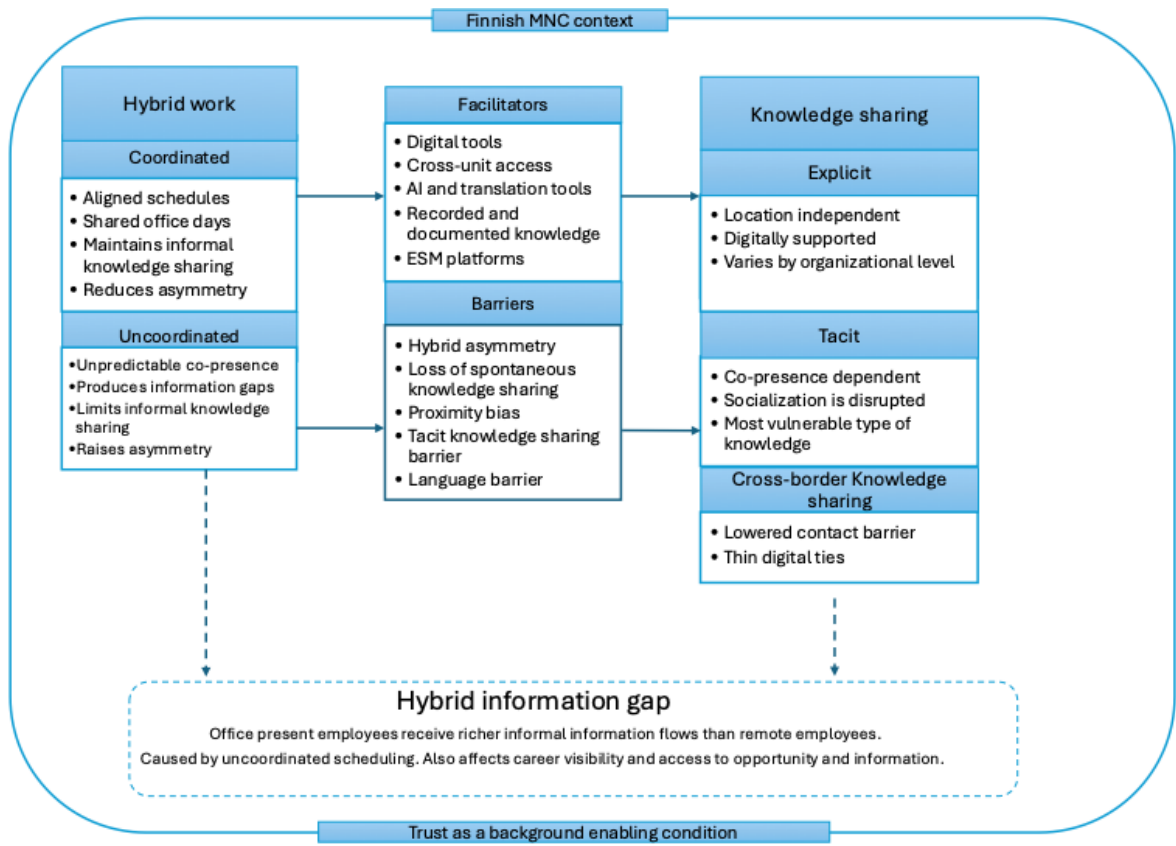 Finnish MNC context
Hybrid work
Coordinated
• Aligned schedules
• Shared office days
• Maintains informal
knowledge sharing
• Reduces asymmetry
Uncoordinated
•Unpredictable co-presence
•Produces information gaps
•Limits informal knowledge
sharing
•Raises asymmetry
Facilitators
• Digital tools
• Cross-unit access
• AI and translation tools
• Recorded and
documented knowledge
• ESM platforms
Barriers
• Hybrid asymmetry
• Loss of spontaneous
knowledge sharing
• Proximity bias
• Tacit knowledge sharing
barrier
• Language barrier
Knowledge sharing
Explicit
• Location independent
• Digitally supported
• Varies by organizational level
Tacit
• Co-presence dependent
• Socialization is disrupted
• Most vulnerable type of
knowledge
Cross-border Knowledge
sharing
• Lowered contact barrier
• Thin digital ties
Hybrid information gap
Office present employees receive richer informal information flows than remote employees.
Caused by uncoordinated scheduling. Also affects career visibility and access to opportunity and information.
Trust as a background enabling condition